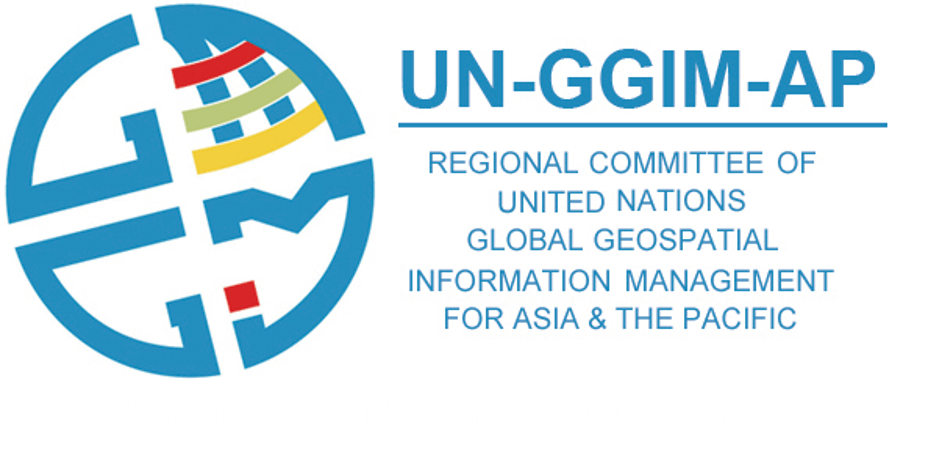 UN-GGIM-AP
REGIONAL COMMITTEE OF
UNITED NATIONS
GLOBAL GEOSPATIAL
INFORMATION MANAGEMENT
FOR ASIA & THE PACIFIC